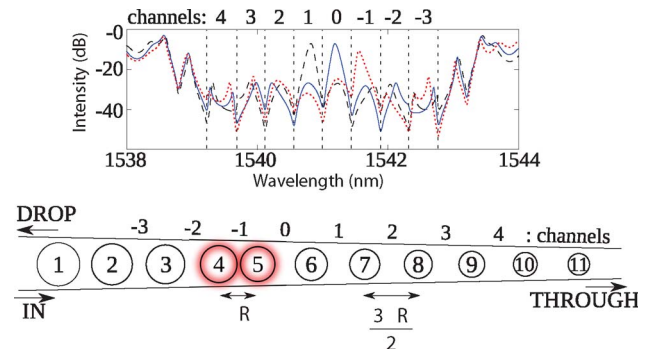 channels: 4 3 2 1 0 -1 -2 -3
-0
-20
-40
Intensity (dB)
1538 1540 1542 1544
Wavelength (nm)
DROP
-3 -2 -1 0 1 2 3 4 : channels
1 2 3 4 5 6 7 8 9 10 11
IN
THROUGH
R
3 R
2